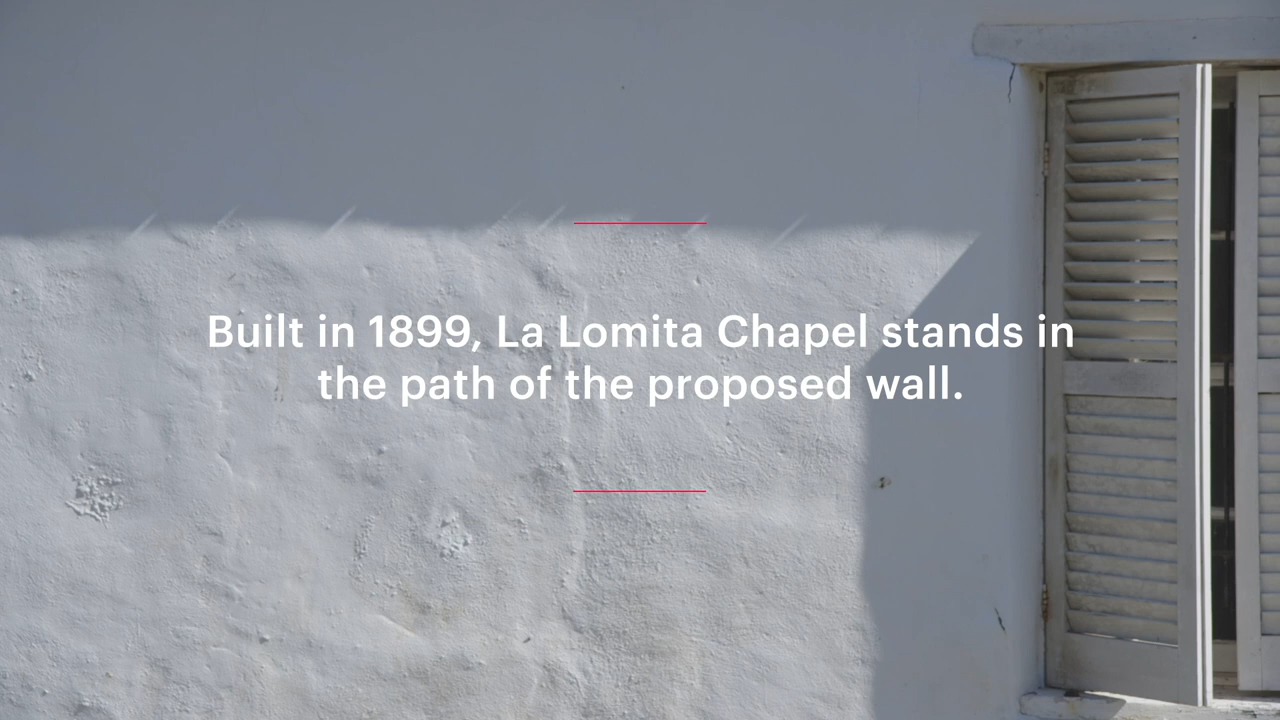 Built in 1899, La Lomita Chapel stands in
the path of the proposed wall.